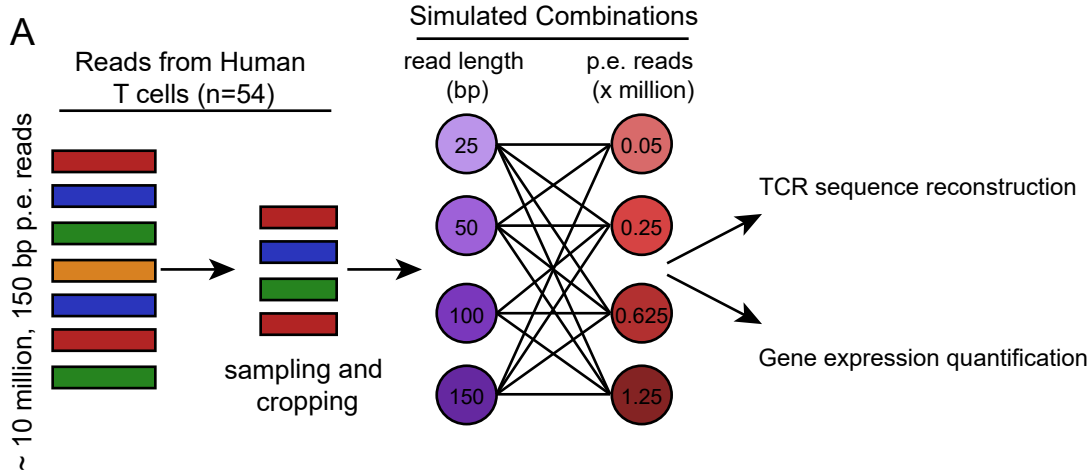 A
Reads from Human
T cells (n=54)
~ 10 million, 150 bp p.e. reads
sampling and
cropping
Simulated Combinations
read length
(bp)
p.e. reads
(x million)
25
0.05
50
0.25
100
0.625
150
1.25
TCR sequence reconstruction
Gene expression quantification